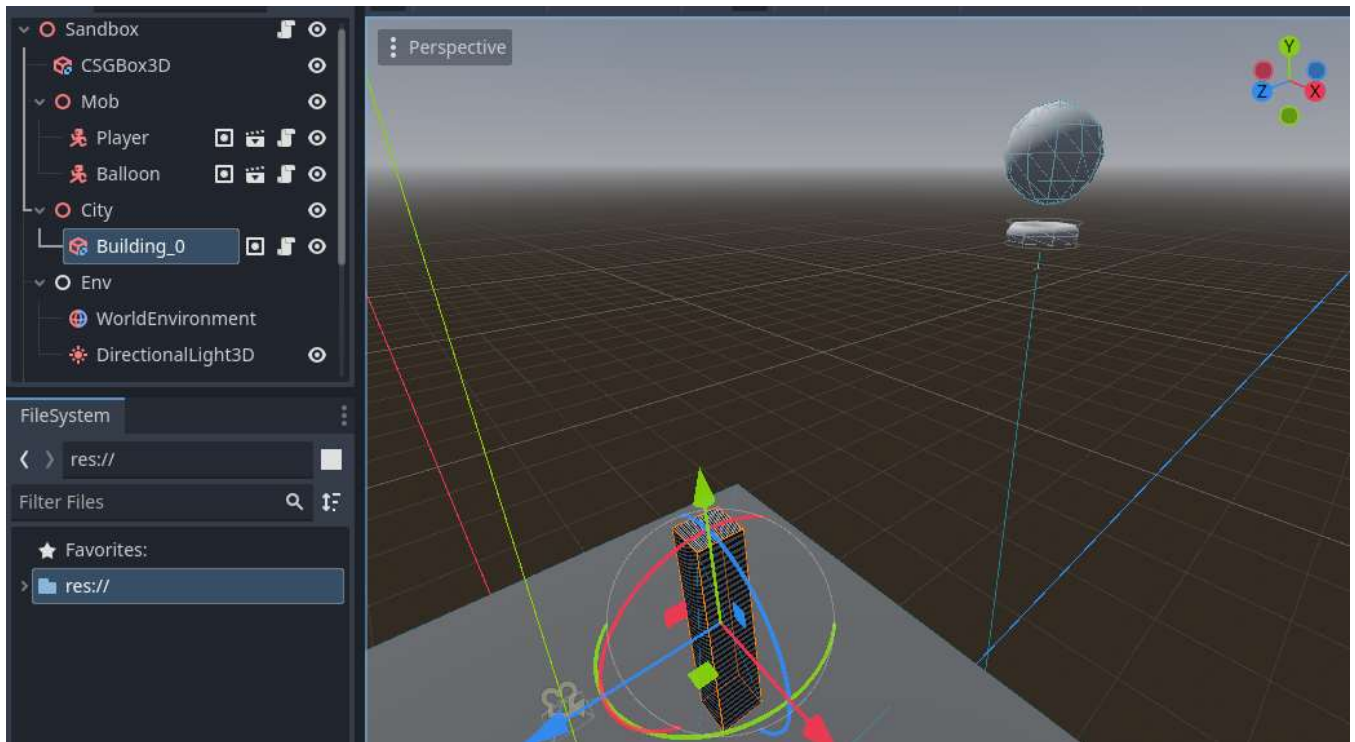 Sandbox
CSGBox3D
Mob
Player
Balloon
City
Building_0
Env
WorldEnvironment
DirectionalLight3D
FileSystem
res://
Filter Files
Favorites:
res://
Perspective
Y
Z
X